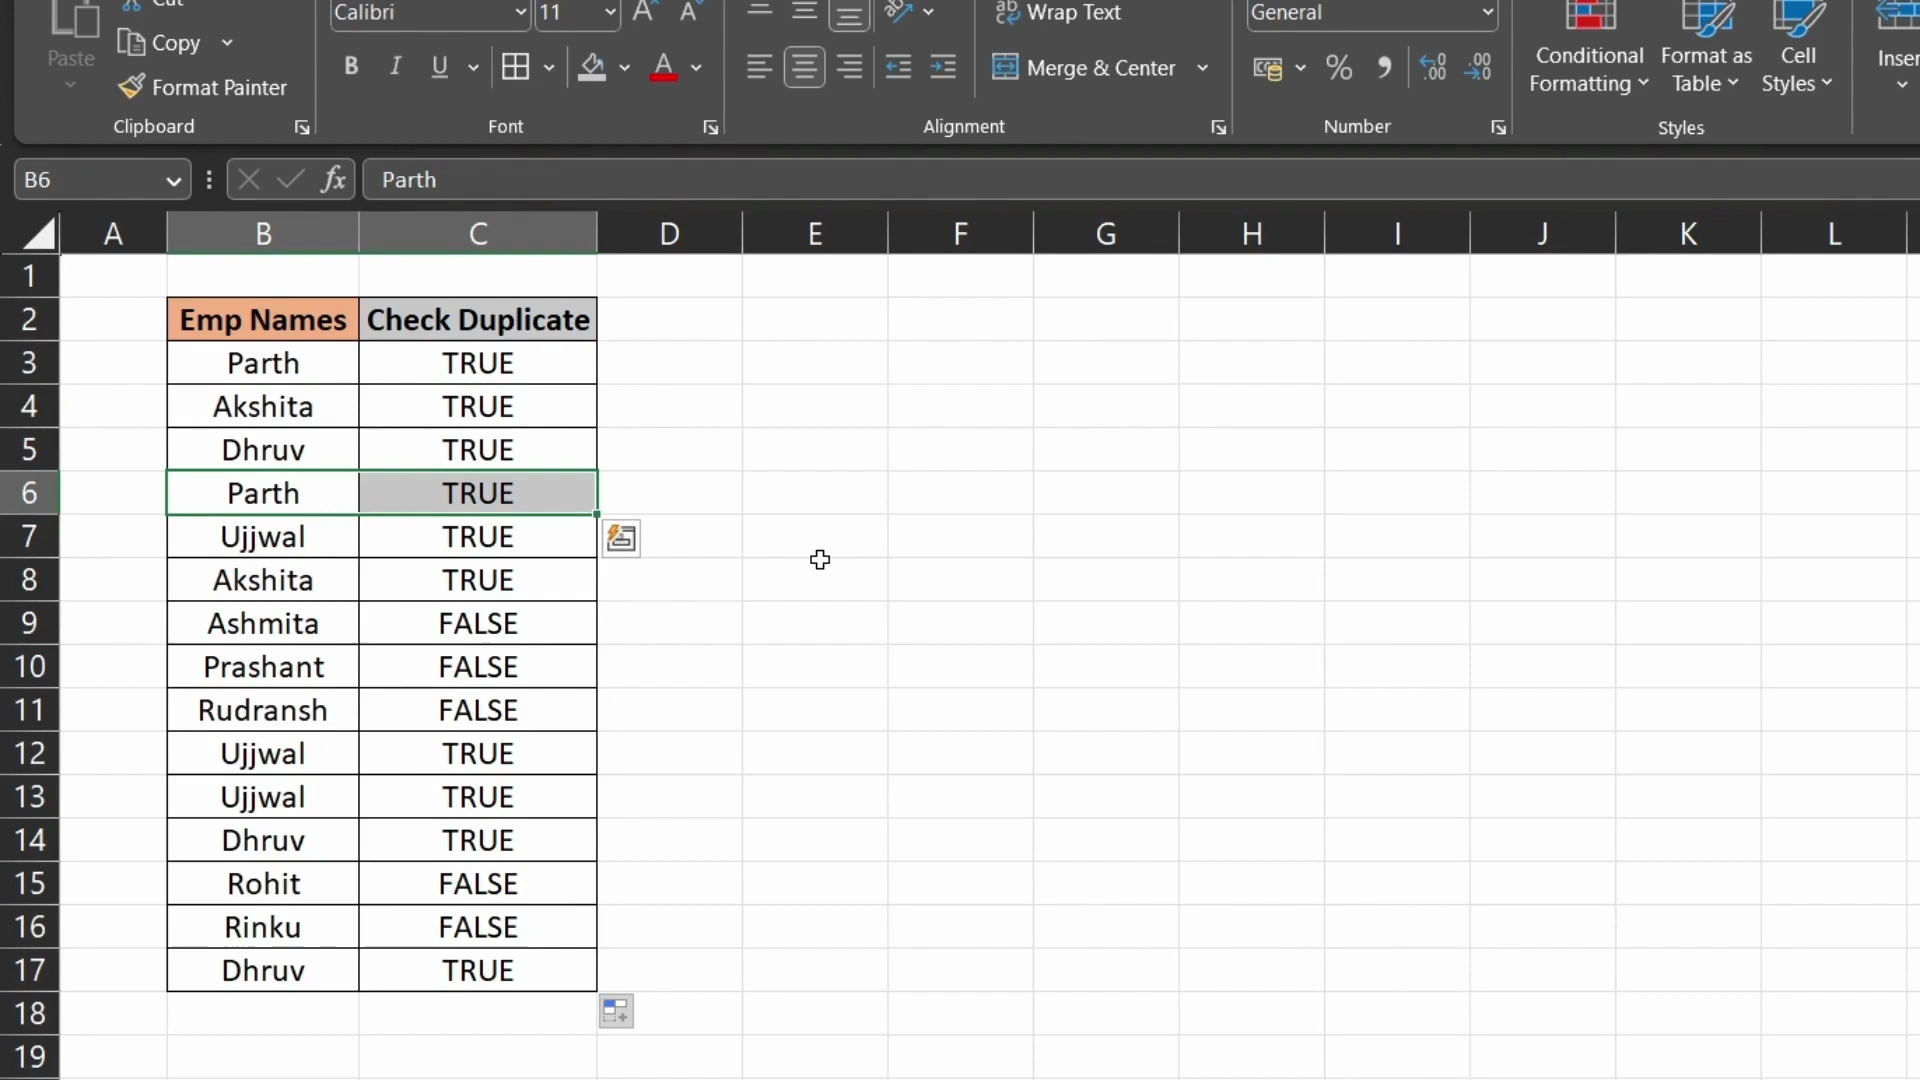 Cut
Calibri
11
General
Wrap Text
Paste
Copy
B I U
Merge & Center
Conditional Formatting
Format as Table
Cell Styles
Format Painter
Clipboard
Font
Alignment
Number
Styles
B6
fx
Parth
A B C D E F G H I J K L
1
2 Emp Names Check Duplicate
3 Parth TRUE
4 Akshita TRUE
5 Dhruv TRUE
6 Parth TRUE
7 Ujjwal TRUE
8 Akshita TRUE
9 Ashmita FALSE
10 Prashant FALSE
11 Rudransh FALSE
12 Ujjwal TRUE
13 Ujjwal TRUE
14 Dhruv TRUE
15 Rohit FALSE
16 Rinku FALSE
17 Dhruv TRUE
18
19